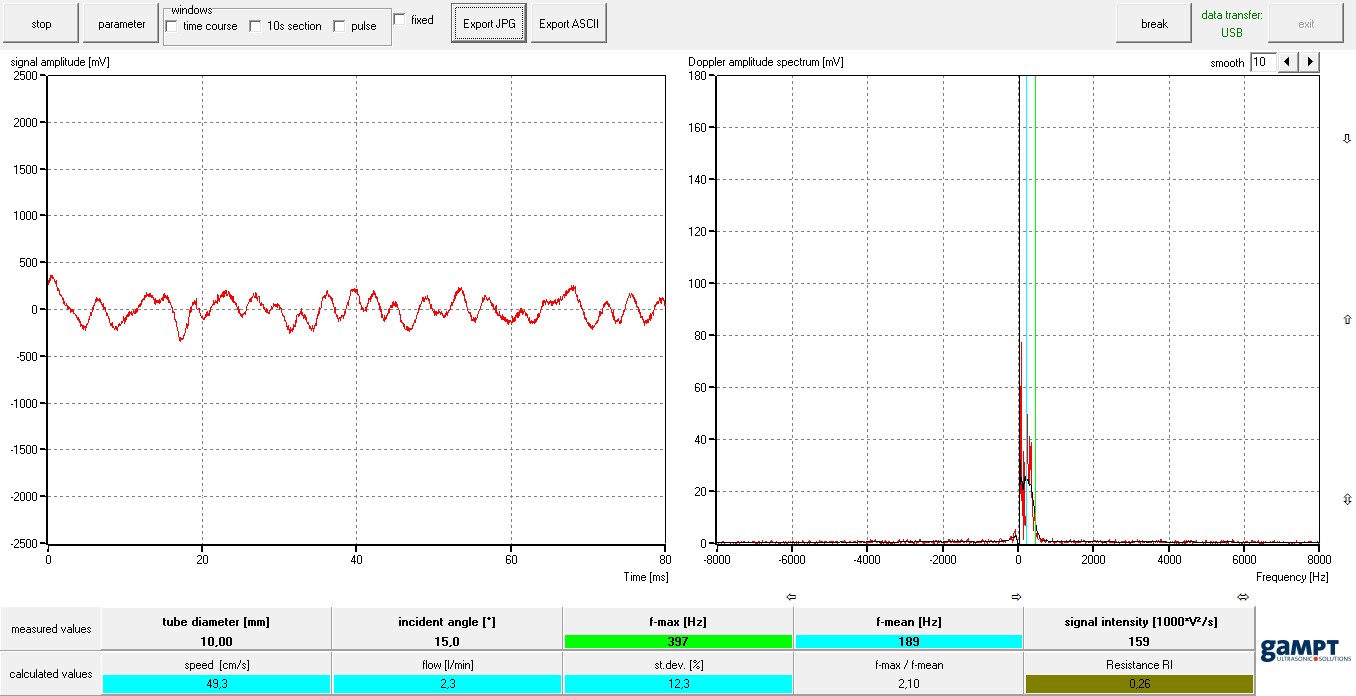 stop
parameter
windows
time course
10s section
pulse
fixed
Export JPG
Export ASCII
break
data transfer:
USB
exit
signal amplitude [mV]
2500
2000
1500
1000
500
0
-500
-1000
-1500
-2000
-2500
0 20 40 60 80
Time [ms]
Doppler amplitude spectrum [mV]
smooth 10
180
160
140
120
100
80
60
40
20
0
-8000 -6000 -4000 -2000 0 2000 4000 6000 8000
Frequency [Hz]
measured values
tube diameter [mm]
10,00
incident angle [°]
15,0
f-max [Hz]
397
f-mean [Hz]
189
signal intensity [1000*V²/s]
159
calculated values
speed [cm/s]
49,3
flow [l/min]
2,3
st.dev. [%]
12,3
f-max / f-mean
2,10
Resistance RI
0,26
gAMPT
ULTRASONIC SOLUTIONS